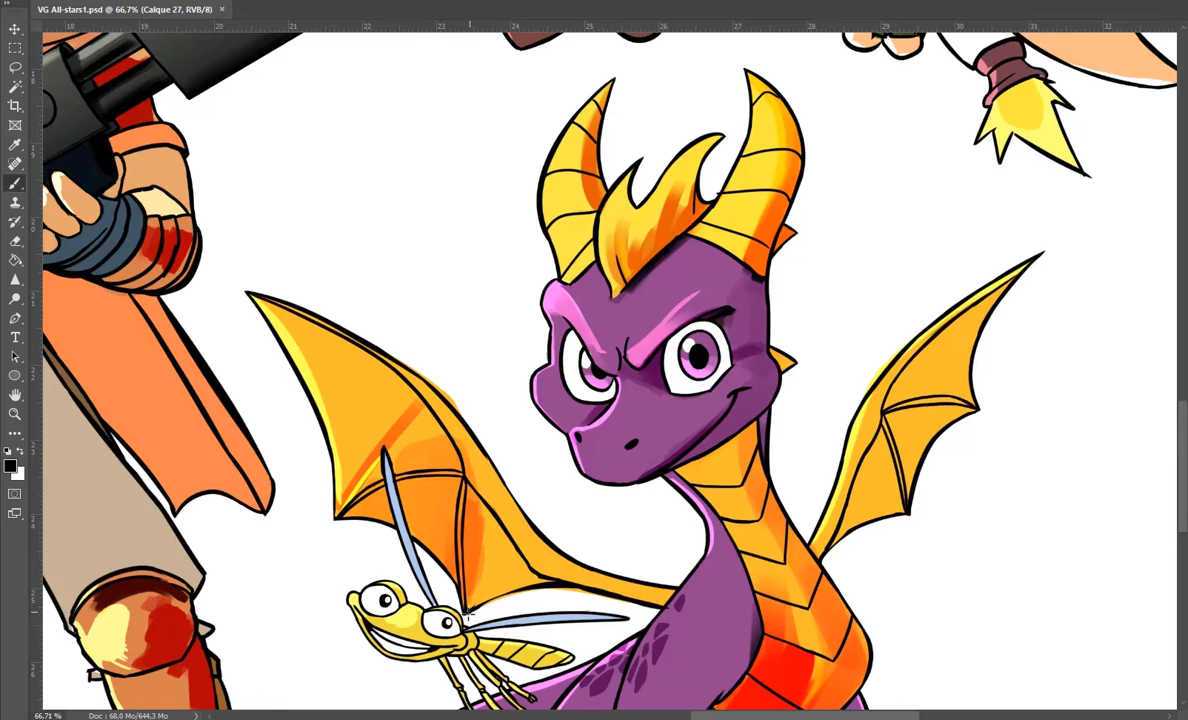 VG All-stars1.psd @ 66,7% (Calque 27, RVB/8) ×
18 19 20 21 22 23 24 25 26 27 28 29 30 31 32
T
66,71 % Doc : 68,0 Mo/644,3 Mo